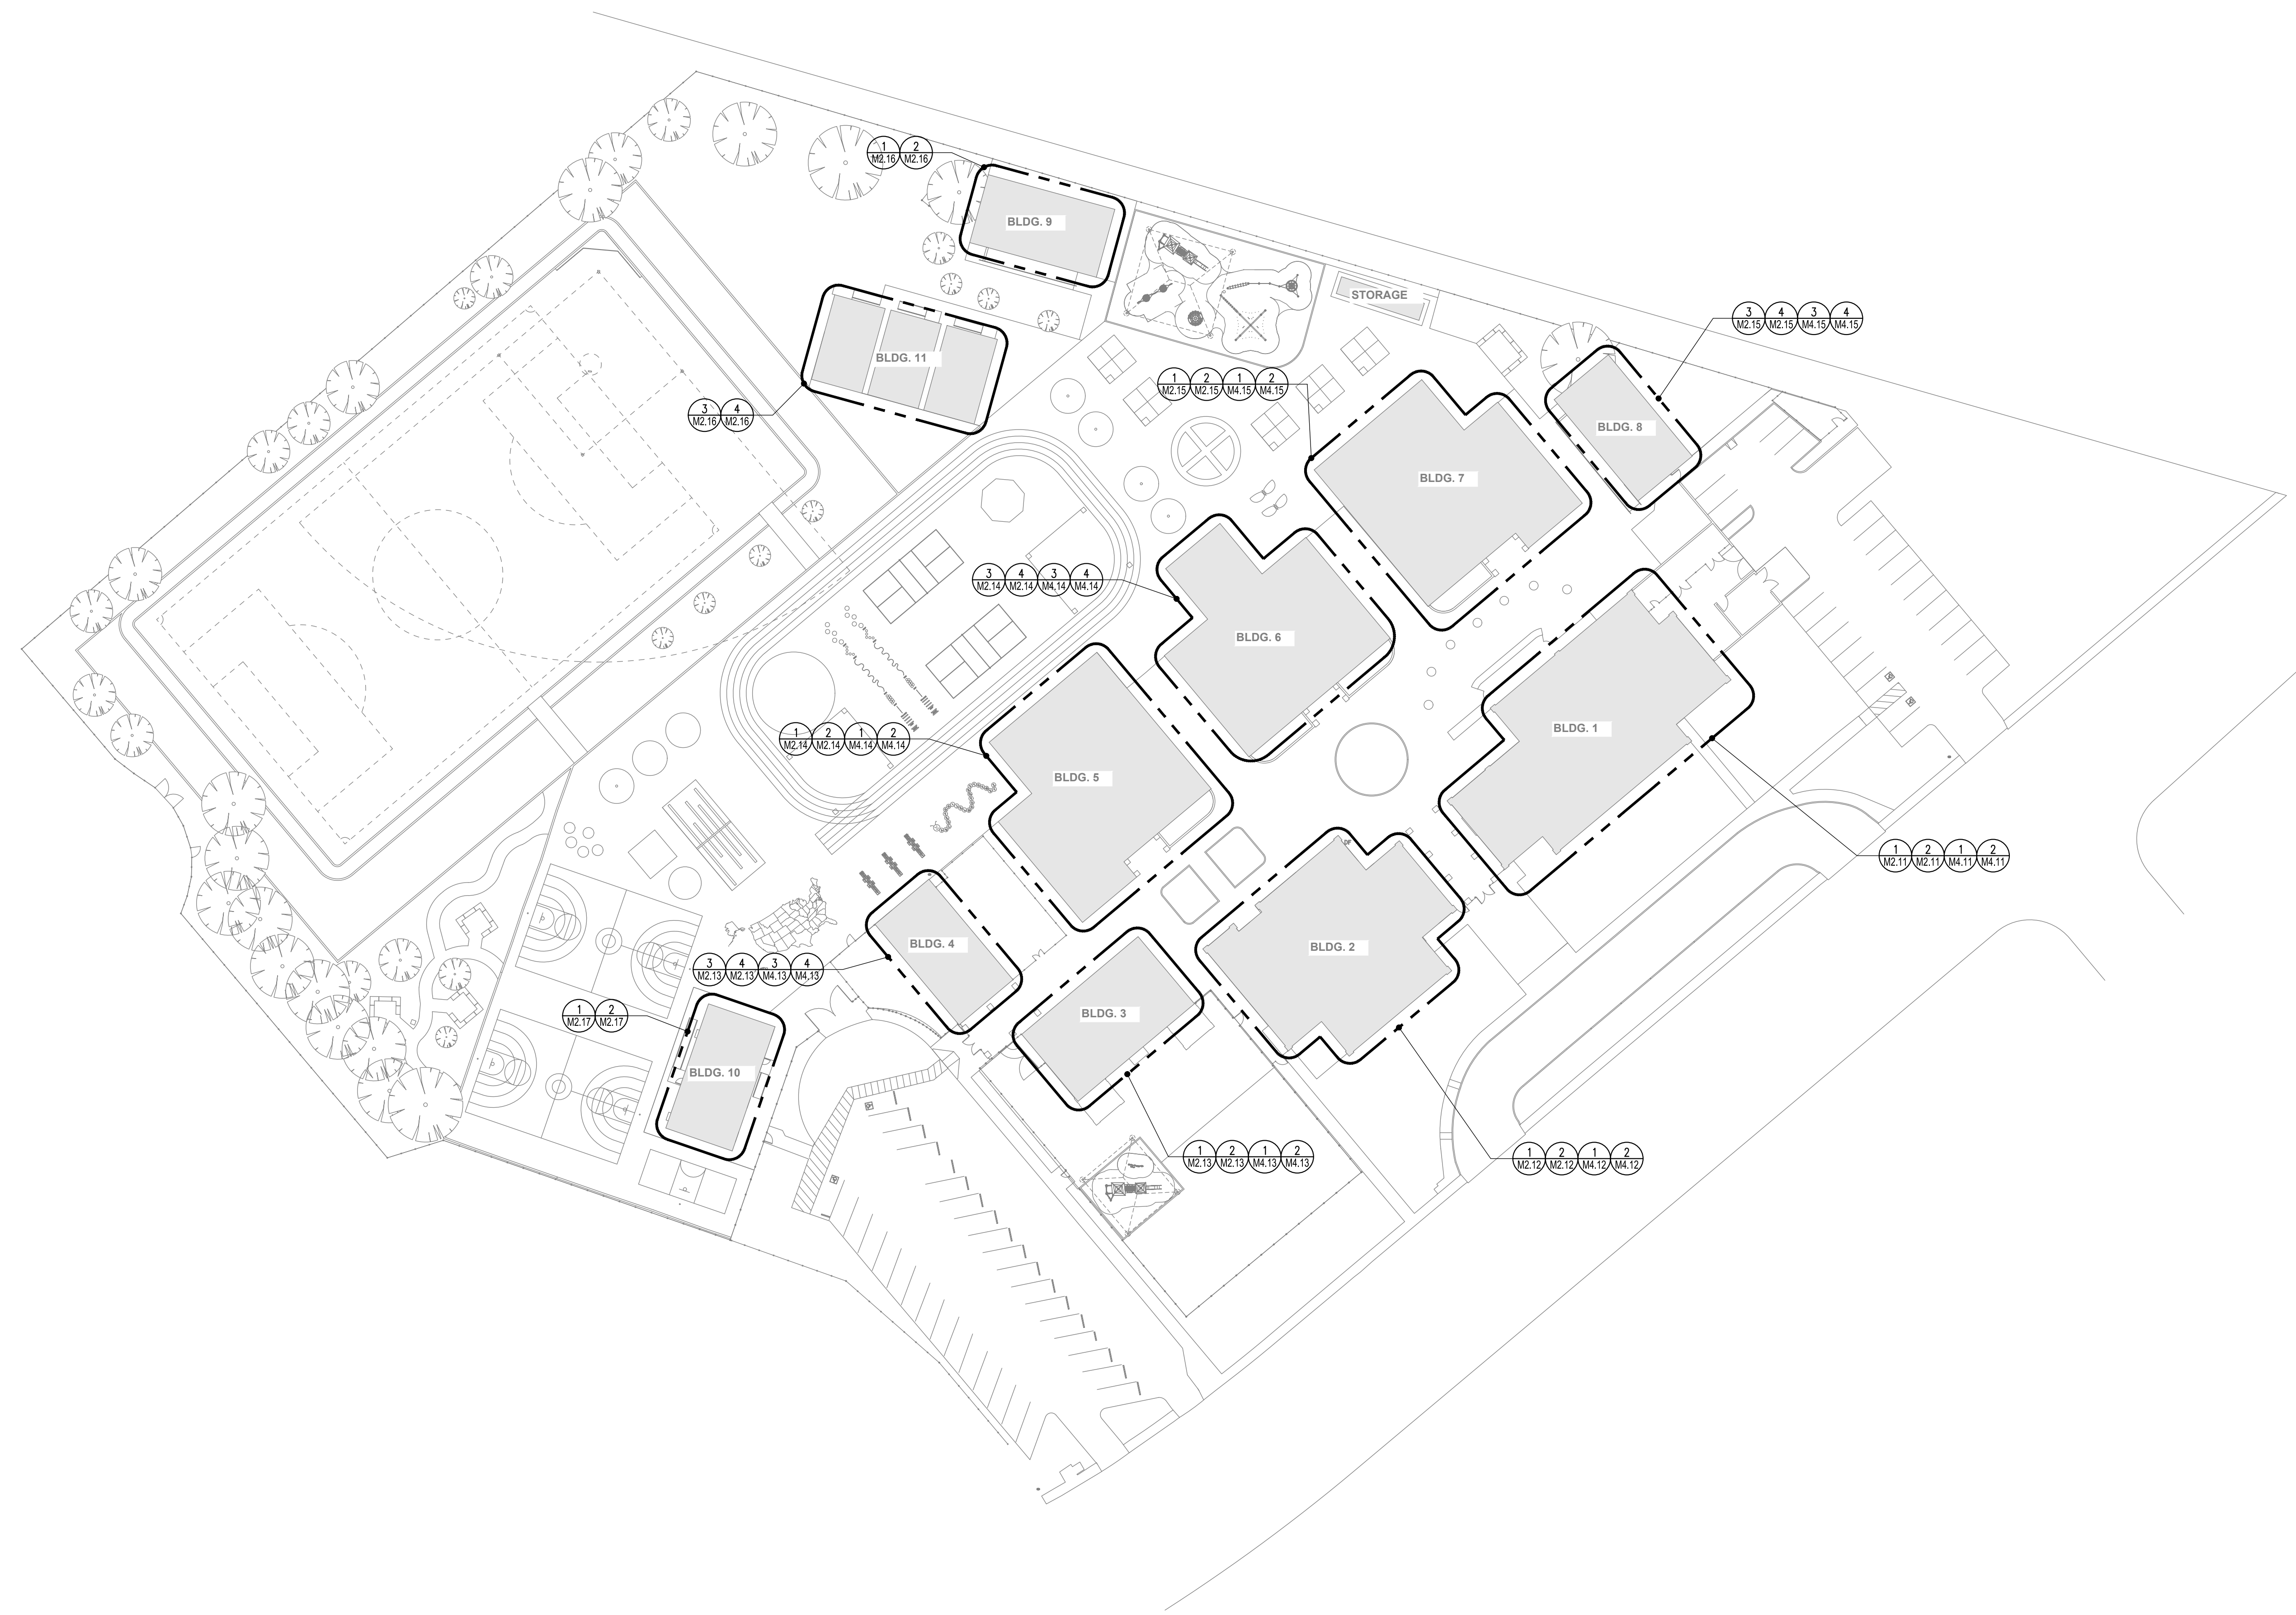 1 2
M2.16 M2.16
BLDG. 9
STORAGE
3 4 3 4
M2.15 M2.15 M4.15 M4.15
BLDG. 11
1 2 1 2
M2.15 M2.15 M4.15 M4.15
3 4
M2.16 M2.16
BLDG. 8
BLDG. 7
3 4 3 4
M2.14 M2.14 M4.14 M4.14
BLDG. 6
BLDG. 1
1 2 1 2
M2.14 M2.14 M4.14 M4.14
BLDG. 5
1 2 1 2
M2.11 M2.11 M4.11 M4.11
BLDG. 4
BLDG. 2
3 4 3 4
M2.13 M2.13 M4.13 M4.13
1 2
M2.17 M2.17
BLDG. 3
BLDG. 10
1 2 1 2
M2.13 M2.13 M4.13 M4.13
1 2 1 2
M2.12 M2.12 M4.12 M4.12